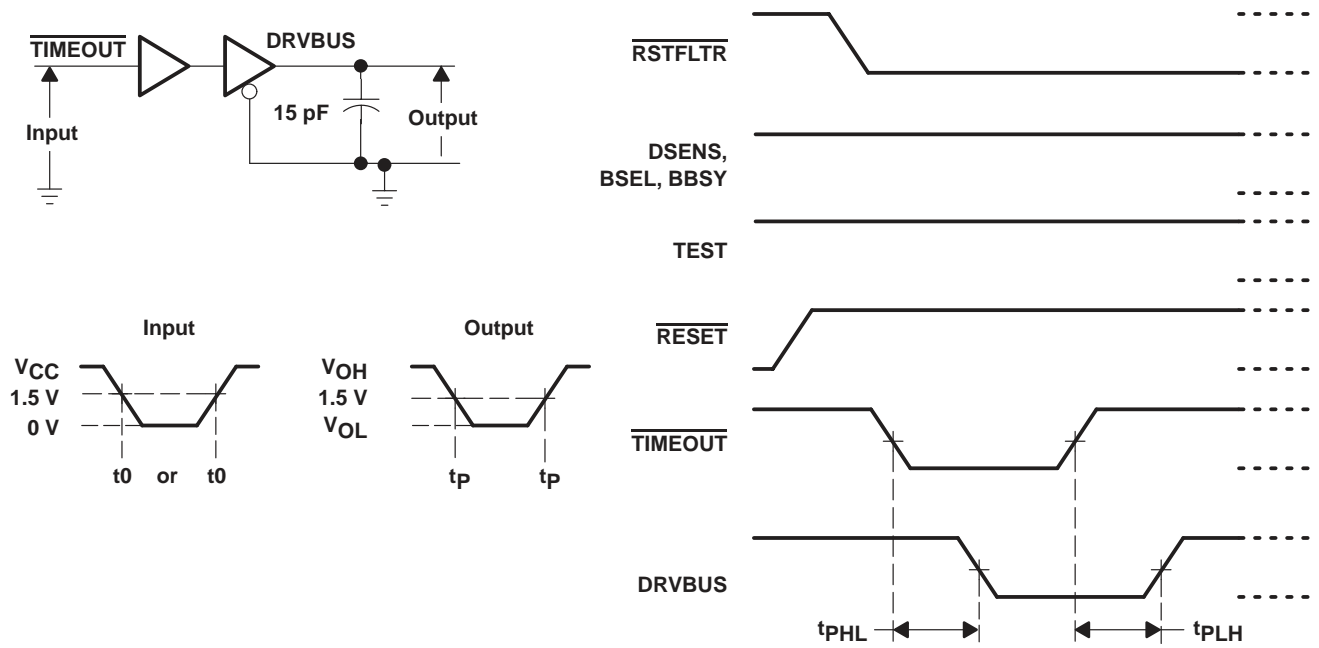 TIMEOUT
DRVBUS
15 pF
Input
Output
Input
VCC
1.5 V
0 V
t0 or t0
Output
VOH
1.5 V
VOL
tP
tP
RSTFLTR
DSENS,
BSEL, BBSY
TEST
RESET
TIMEOUT
DRVBUS
tPHL
tPLH